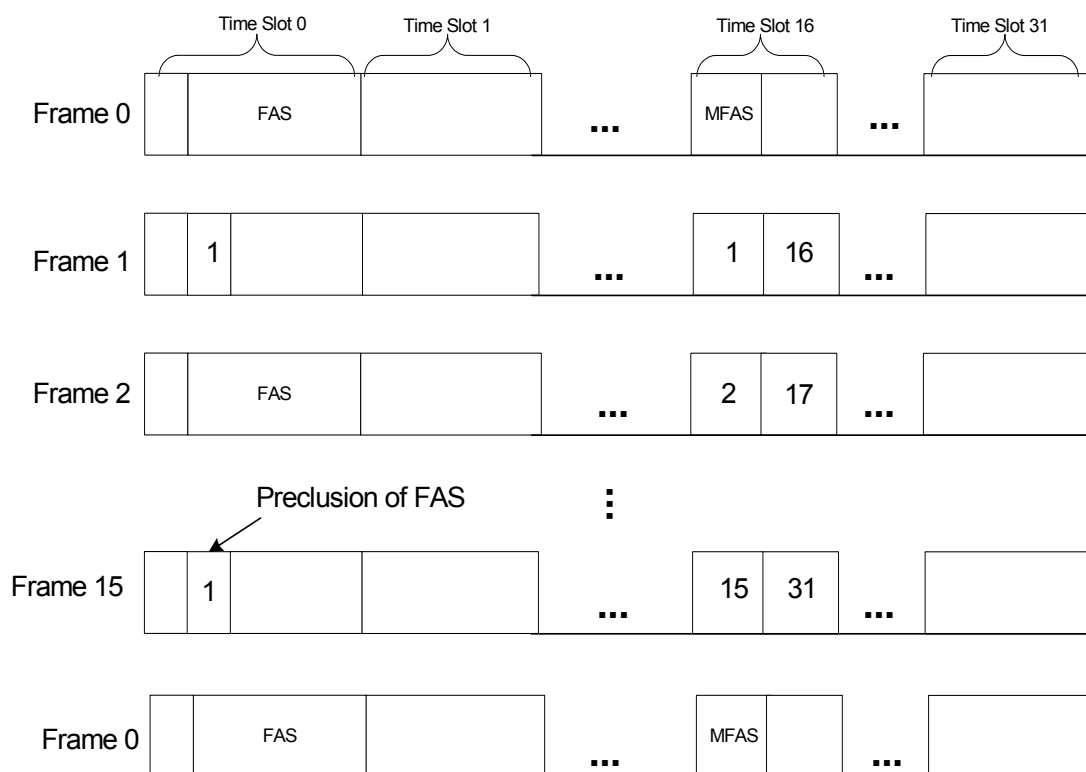 Time Slot 0 Time Slot 1 Time Slot 16 Time Slot 31
Frame 0 FAS ... MFAS ...
Frame 1 1 ... 1 16 ...
Frame 2 FAS ... 2 17 ...
Preclusion of FAS
Frame 15 1 ... 15 31 ...
Frame 0 FAS ... MFAS ...